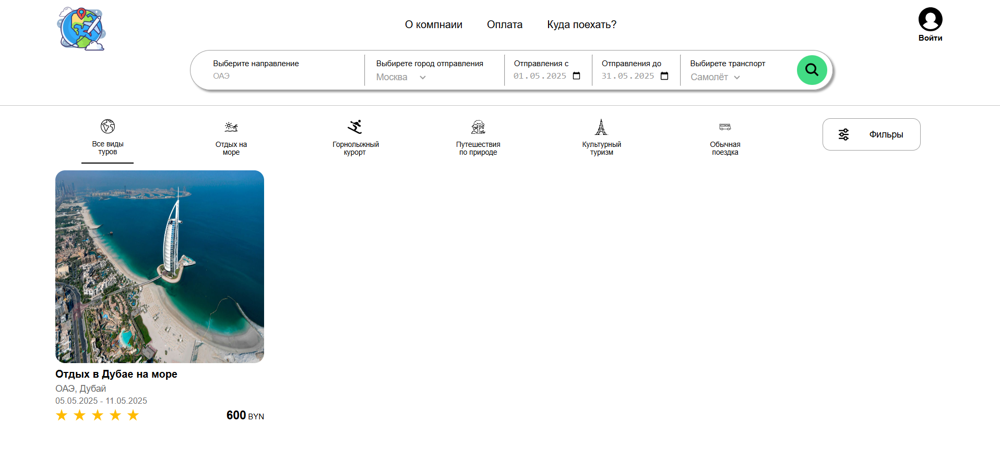 О компнаии
Оплата
Куда поехать?
Войти
Выберите направление
ОАЭ
Выбирете город отправления
Москва
Отправления с
01.05.2025
Отправления до
31.05.2025
Выбирете транспорт
Самолёт
Все виды
туров
Отдых на
море
Горнолыжный
курорт
Путешествия
по природе
Культурный
туризм
Обычная
поездка
Фильры
Отдых в Дубае на море
ОАЭ, Дубай
05.05.2025 - 11.05.2025
600 BYN